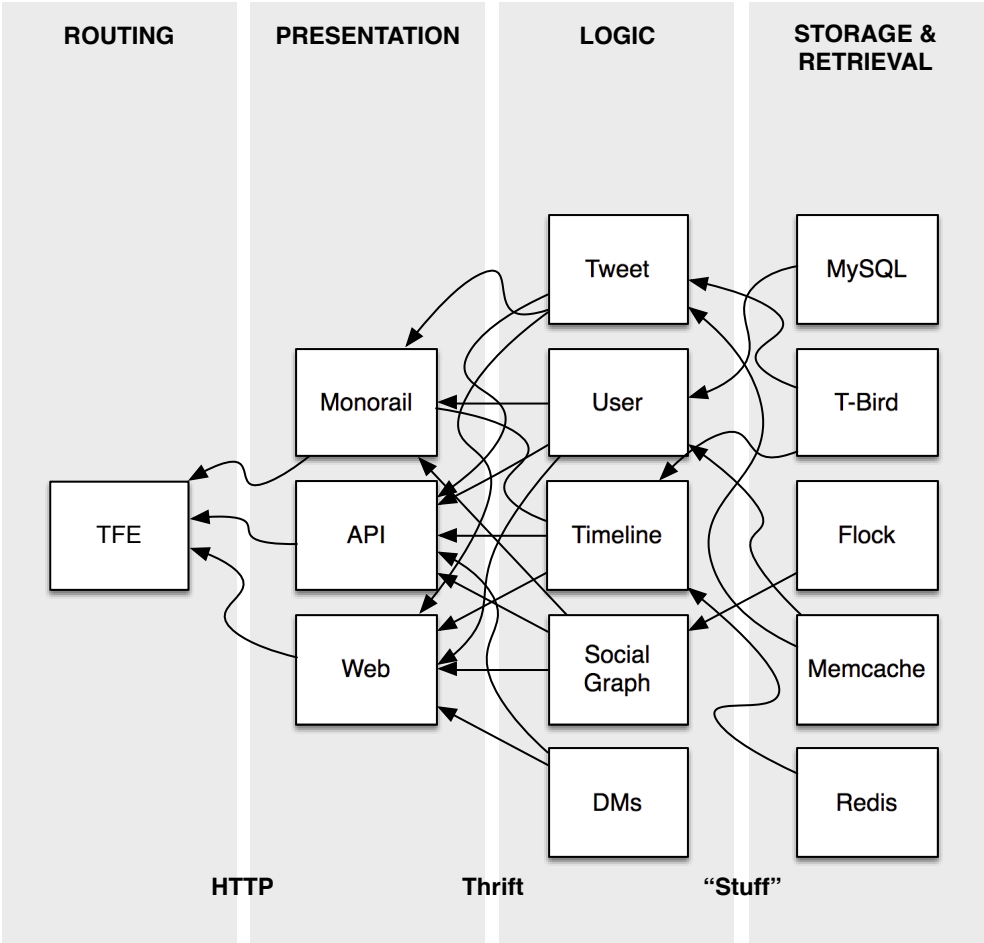 ROUTING
PRESENTATION
LOGIC
STORAGE &
RETRIEVAL
Tweet
MySQL
Monorail
User
T-Bird
TFE
API
Timeline
Flock
Web
Social
Graph
Memcache
DMs
Redis
HTTP
Thrift
“Stuff”